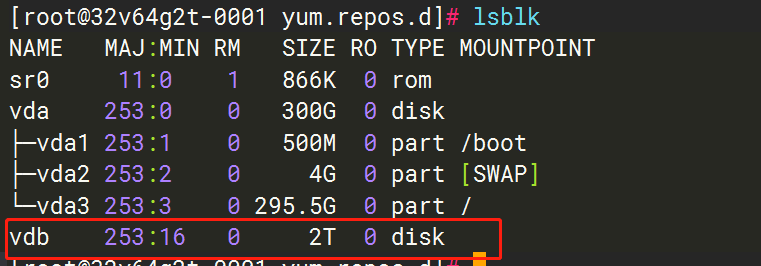 [root@32v64g2t-0001 yum.repos.d]# lsblk
NAME   MAJ:MIN RM   SIZE RO TYPE MOUNTPOINT
sr0     11:0    1   866K  0 rom
vda    253:0    0   300G  0 disk
├─vda1 253:1    0   500M  0 part /boot
├─vda2 253:2    0     4G  0 part [SWAP]
└─vda3 253:3    0 295.5G  0 part /
vdb    253:16   0     2T  0 disk
[root@32v64g2t-0001 yum.repos.d]#